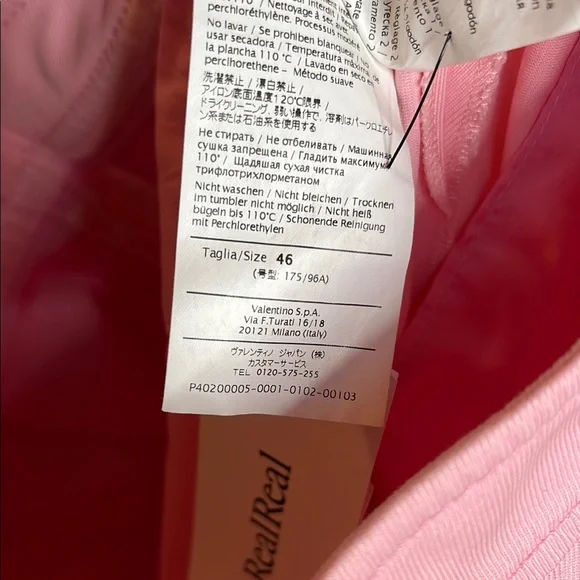 perchloréthylène. Processus modéré
No lavar / Se prohiben blanquear / No
usar secadora / Temperatura máxima de
la plancha 110°C / Lavado en seco en
percloroethene - Método suave
洗濯禁止 / 漂白禁止 /
アイロン底面温度120℃限界 /
ドライクリーニング、弱い操作で、溶剤はパークロエチレ
ン系または石油系を使用する
Не стирать / Не отбеливать / Машинная
сушка запрещена / Гладить максимум
110° / Щадящая сухая чистка
трифлотрихлорметаном
Nicht waschen / Nicht bleichen / Trocknen
im tumbler nicht möglich / Nicht heiß
bügeln bis 110°C / Schonende Reinigung
mit Perchlorethylen
Taglia/Size 46
(号型: 175/96A)
Valentino S.p.A.
Via F.Turati 16/18
20121 Milano (Italy)
ヴァレンティノ ジャパン (株)
カスタマーサービス
TEL 0120-575-255
P40200005-0001-0102-00103
RealReal